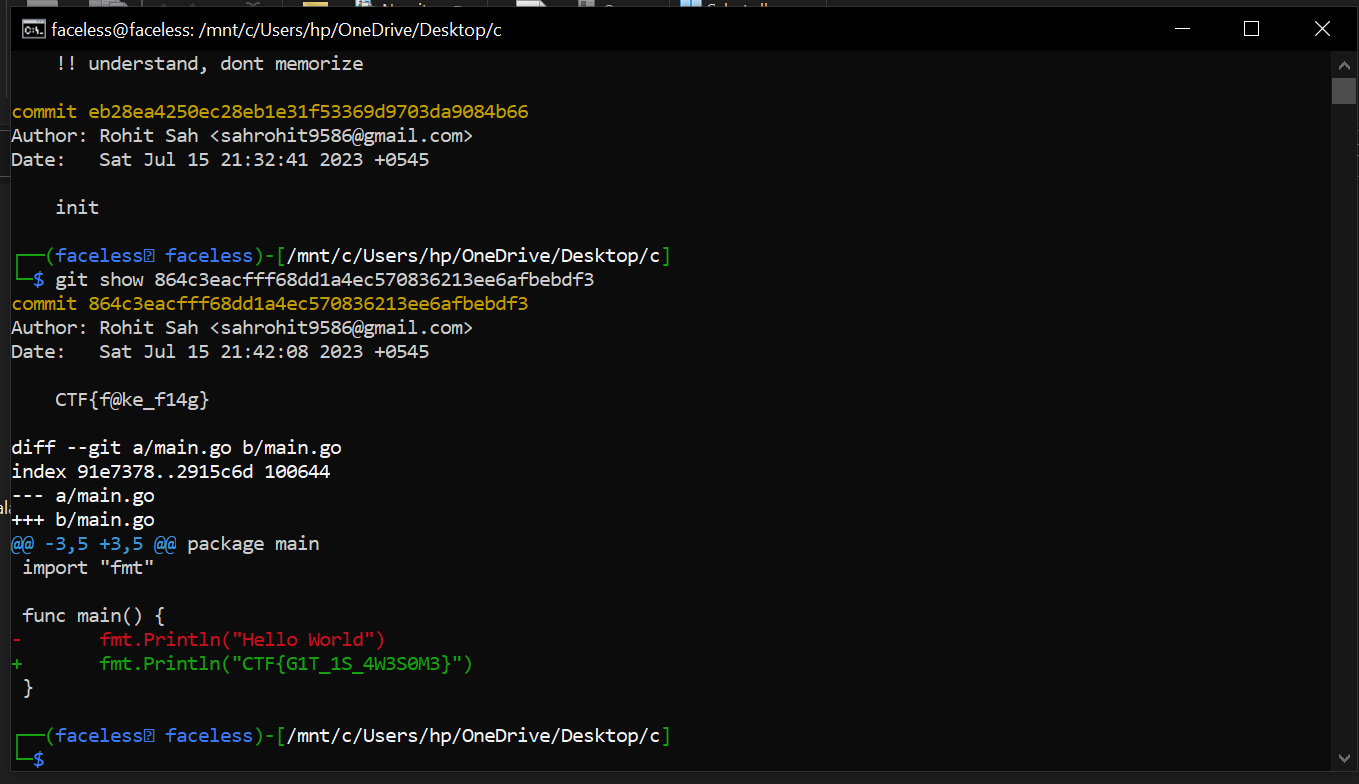 faceless@faceless: /mnt/c/Users/hp/OneDrive/Desktop/c
!! understand, dont memorize
commit eb28ea4250ec28eb1e31f53369d9703da9084b66
Author: Rohit Sah <sahrohit9586@gmail.com>
Date:   Sat Jul 15 21:32:41 2023 +0545
init
┌──(faceless faceless)-[/mnt/c/Users/hp/OneDrive/Desktop/c]
└─$ git show 864c3eacfff68dd1a4ec570836213ee6afbebdf3
commit 864c3eacfff68dd1a4ec570836213ee6afbebdf3
Author: Rohit Sah <sahrohit9586@gmail.com>
Date:   Sat Jul 15 21:42:08 2023 +0545
CTF{f@ke_f14g}
diff --git a/main.go b/main.go
index 91e7378..2915c6d 100644
--- a/main.go
+++ b/main.go
@@ -3,5 +3,5 @@ package main
import "fmt"
func main() {
-       fmt.Println("Hello World")
+       fmt.Println("CTF{G1T_1S_4W3S0M3}")
}
┌──(faceless faceless)-[/mnt/c/Users/hp/OneDrive/Desktop/c]
└─$